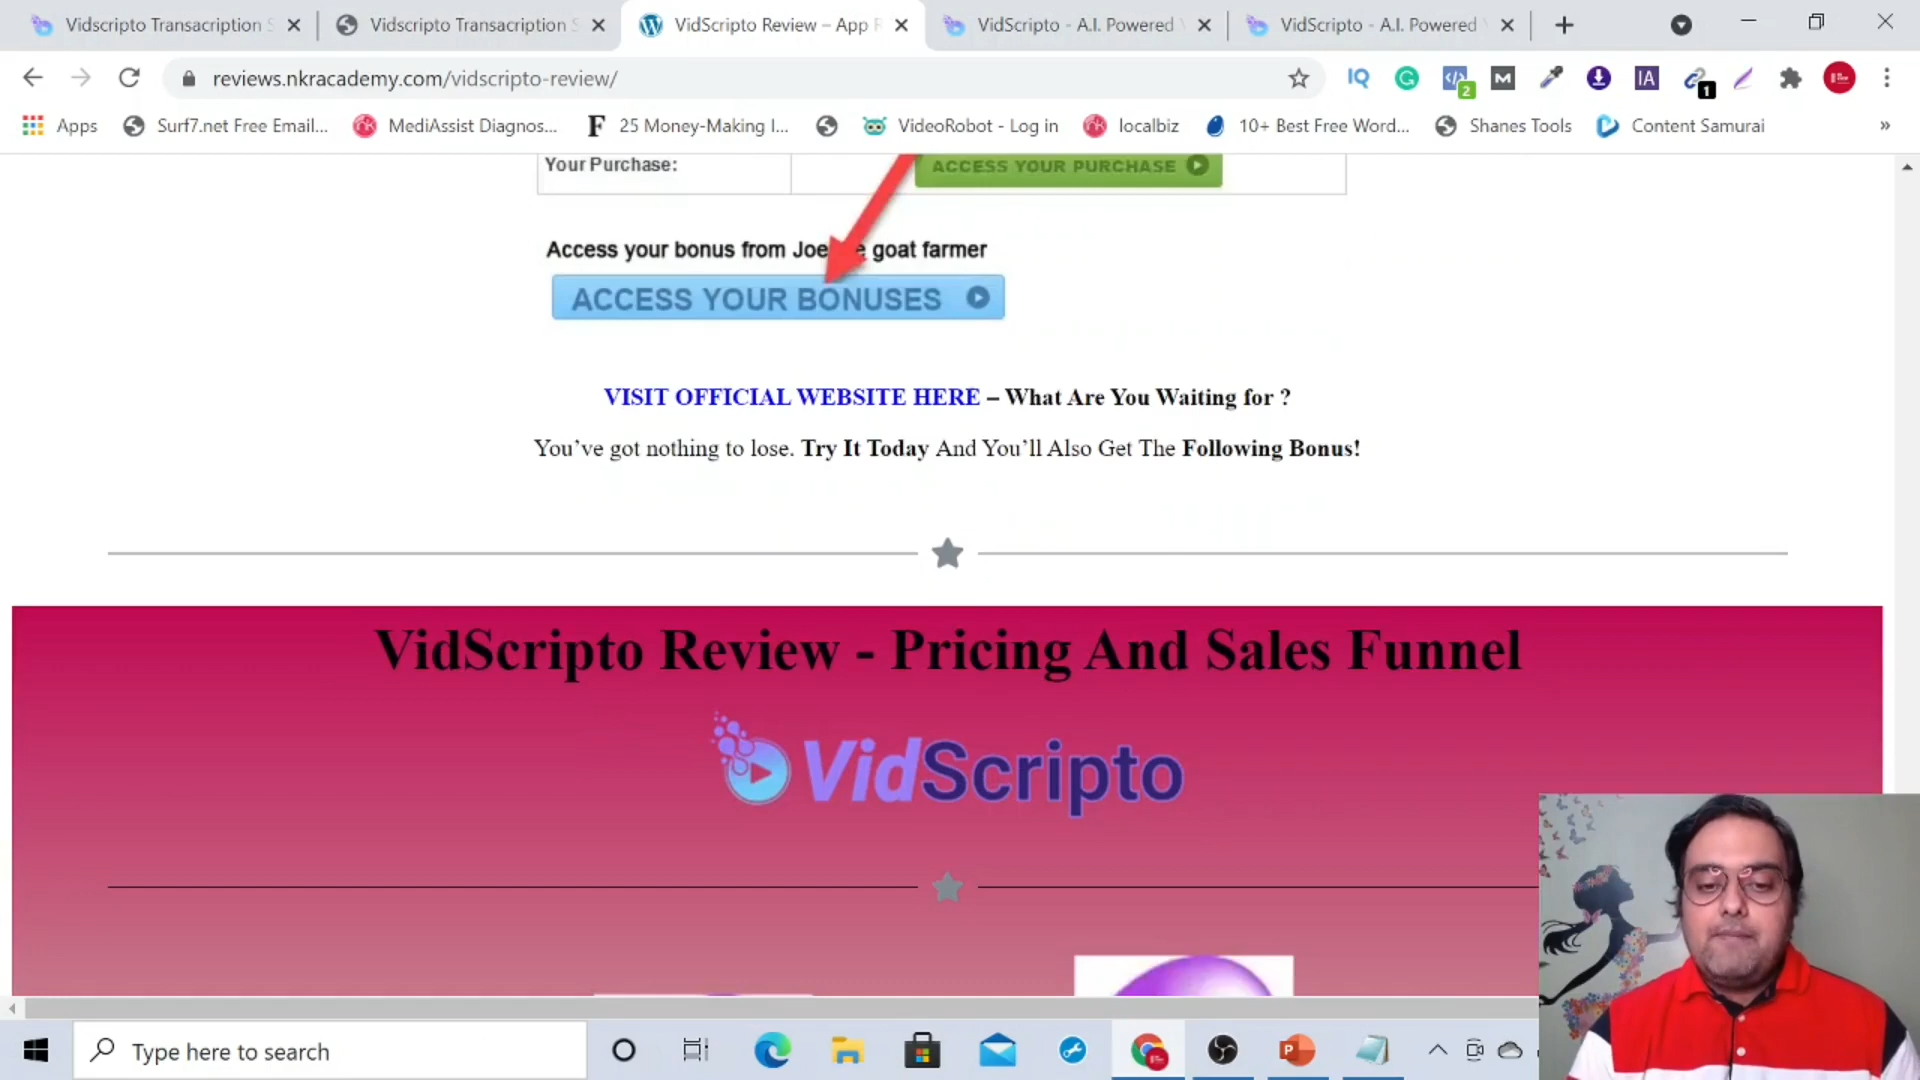 Vidscripto Transacription S
Vidscripto Transacription S
VidScripto Review – App R
VidScripto - A.I. Powered V
VidScripto - A.I. Powered V
reviews.nkracademy.com/vidscripto-review/
IQ
2
M
IA
1
Apps
Surf7.net Free Email...
MediAssist Diagnos...
25 Money-Making I...
VideoRobot - Log in
localbiz
10+ Best Free Word...
Shanes Tools
Content Samurai
»
Your Purchase:
ACCESS YOUR PURCHASE
Access your bonus from Joe goat farmer
ACCESS YOUR BONUSES
VISIT OFFICIAL WEBSITE HERE – What Are You Waiting for ?
You've got nothing to lose. Try It Today And You'll Also Get The Following Bonus!
VidScripto Review - Pricing And Sales Funnel
VidScripto
Type here to search